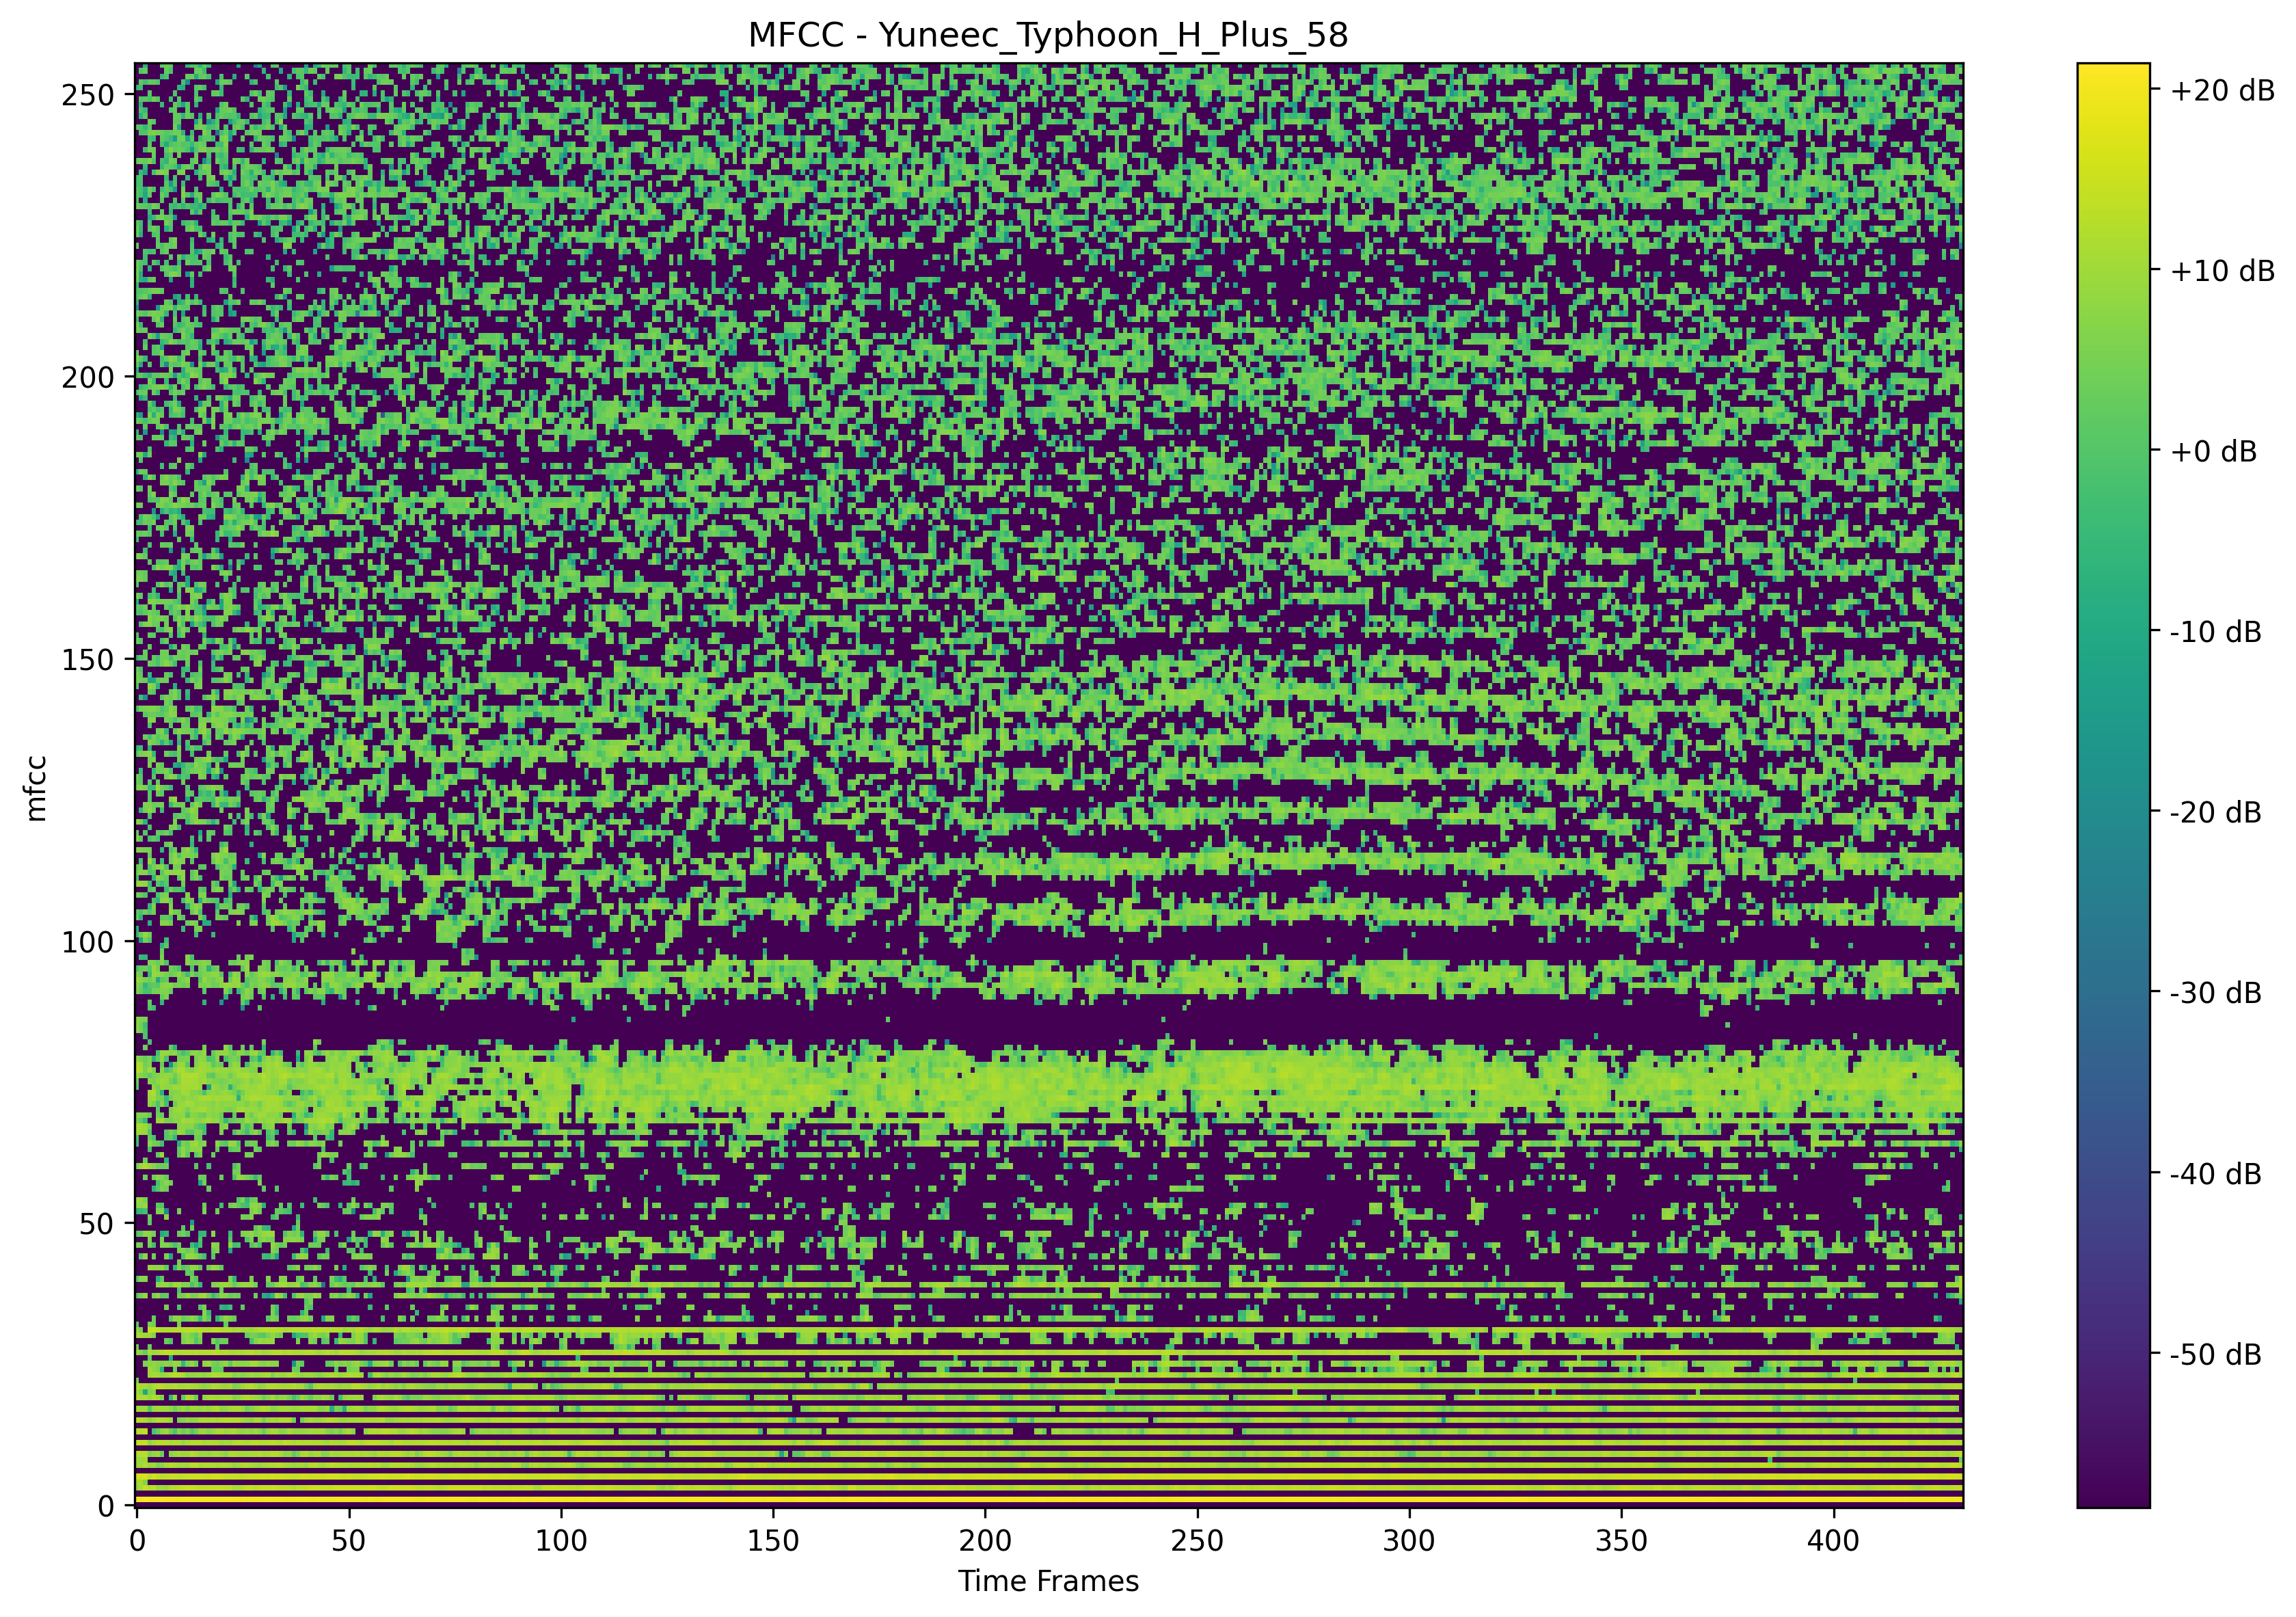 MFCC - Yuneec_Typhoon_H_Plus_58
250
200
150
100
50
0
mfcc
0 50 100 150 200 250 300 350 400
Time Frames
+20 dB
+10 dB
+0 dB
-10 dB
-20 dB
-30 dB
-40 dB
-50 dB